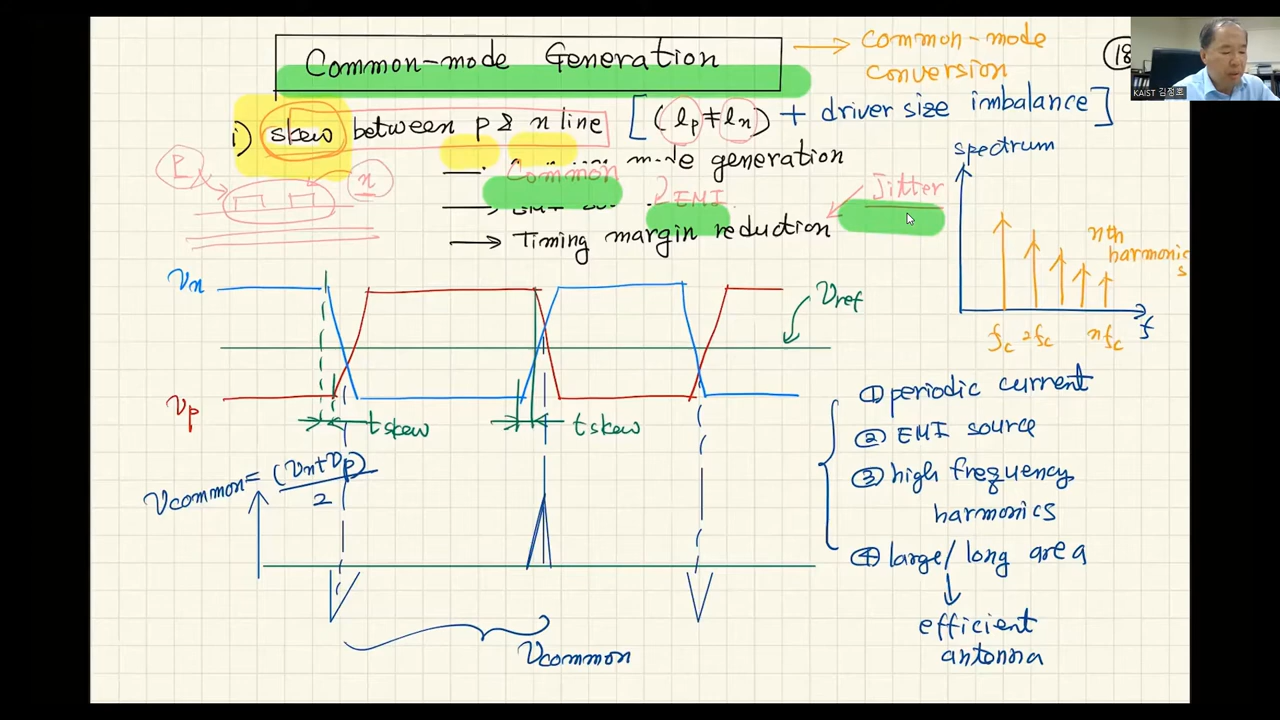 Common-mode Generation
→ Common-mode conversion
18
KAIST 김정호
i) skew between p & n line [(lp≠ln) + driver size imbalance]
P
n
mode generation
Common
EMI
Jitter
→ Timing margin reduction
spectrum
nth harmonics
fc 2fc nfc
f
Vn
Vref
Vp
tskew
tskew
Vcommon = (Vn+Vp)/2
Vcommon
① periodic current
② EMI source
③ high frequency
harmonics
④ large/long area
↓
efficient
antonna